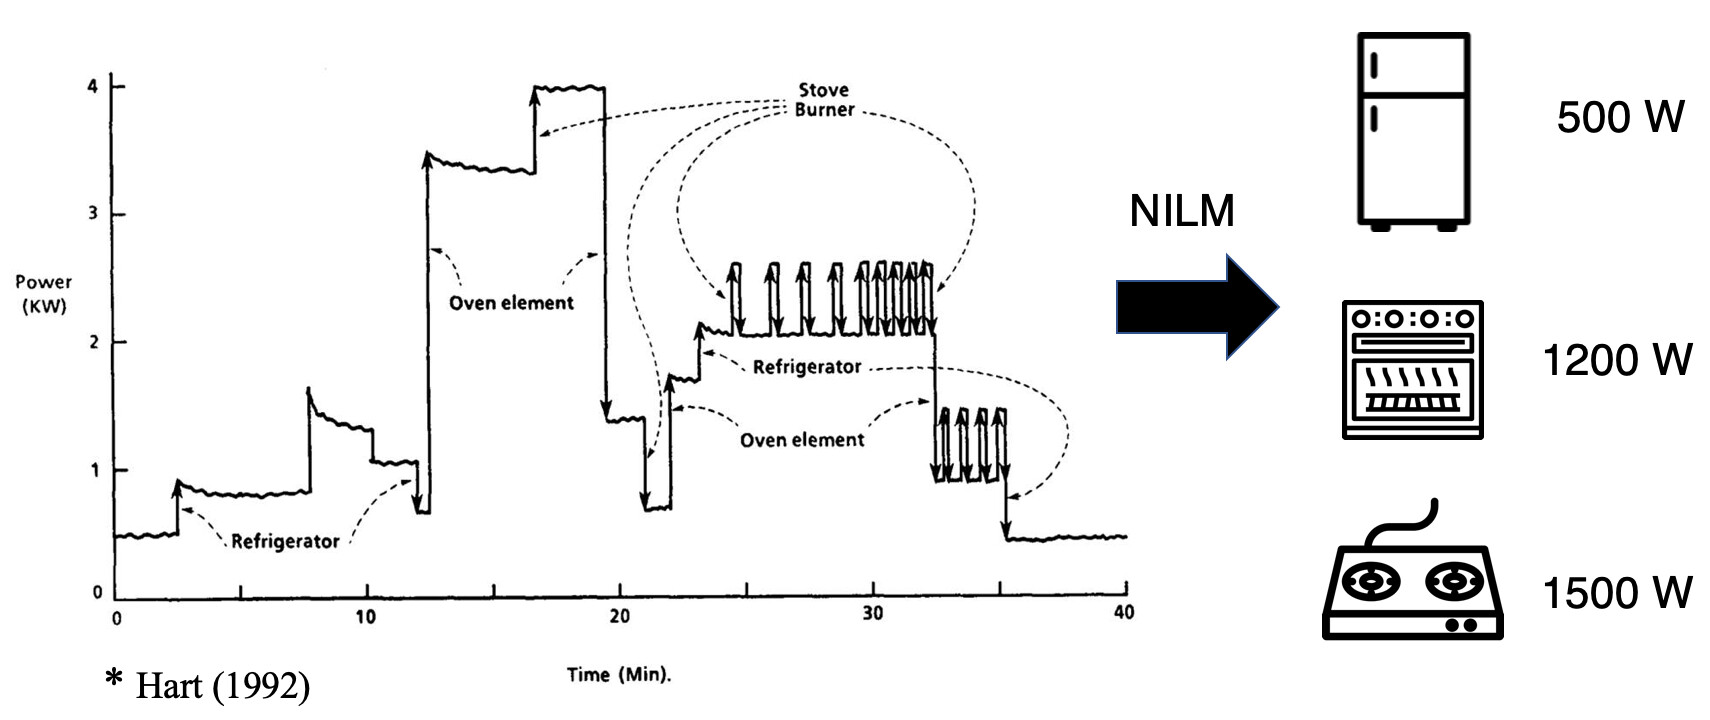 4
3
2
1
0
Power
(KW)
Stove
Burner
Oven element
Refrigerator
Oven element
Refrigerator
0
10
20
30
40
Time (Min).
* Hart (1992)
NILM
500 W
1200 W
1500 W